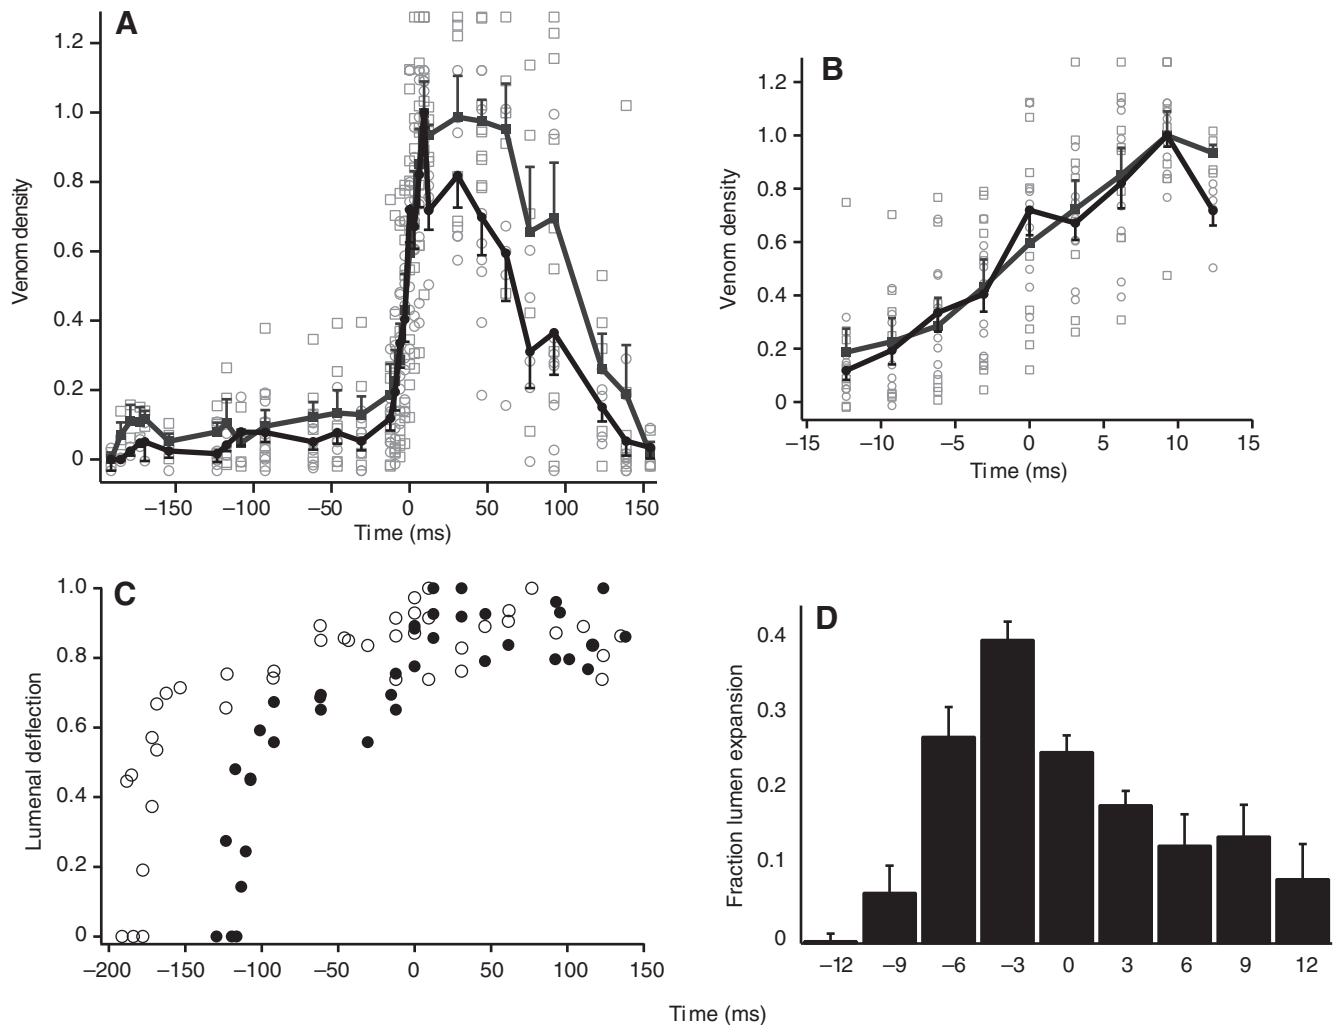 A
1.2
1.0
0.8
0.6
0.4
0.2
0
Venom density
–150 –100 –50 0 50 100 150
Time (ms)
B
1.2
1.0
0.8
0.6
0.4
0.2
0
Venom density
–15 –10 –5 0 5 10 15
Time (ms)
C
1.0
0.8
0.6
0.4
0.2
0
Lumenal deflection
–200 –150 –100 –50 0 50 100 150
D
0.4
0.3
0.2
0.1
0
Fraction lumen expansion
–12 –9 –6 –3 0 3 6 9 12
Time (ms)